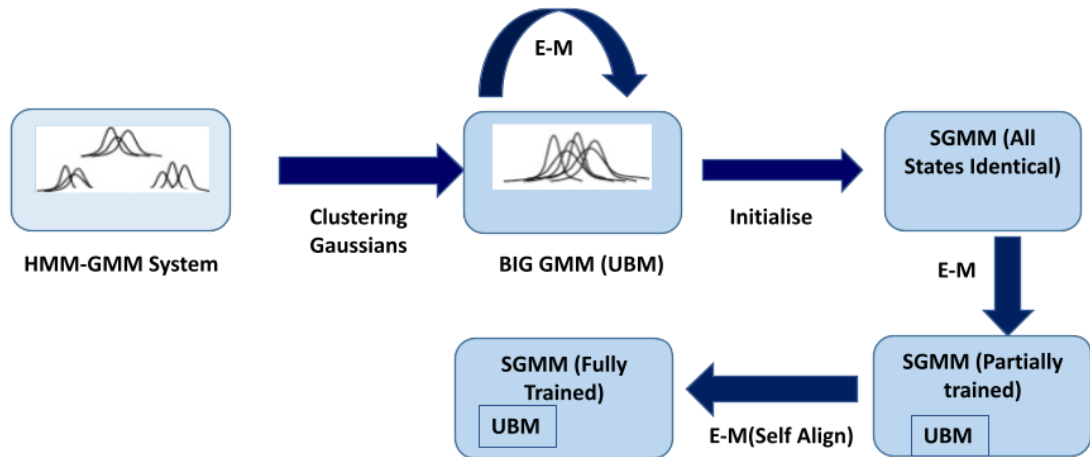 E-M
HMM-GMM System
Clustering
Gaussians
BIG GMM (UBM)
Initialise
SGMM (All
States Identical)
E-M
SGMM (Partially
trained)
UBM
E-M(Self Align)
SGMM (Fully
Trained)
UBM